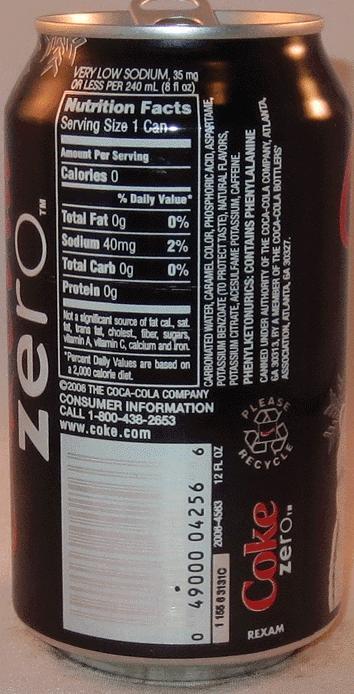 VERY LOW SODIUM, 35 mg
OR LESS PER 240 mL (8 fl oz)
Nutrition Facts
Serving Size 1 Can
Amount Per Serving
Calories 0
% Daily Value*
Total Fat 0g 0%
Sodium 40mg 2%
Total Carb 0g 0%
Protein 0g
Not a significant source of fat cal., sat.
fat, trans fat, cholest., fiber, sugars,
vitamin A, vitamin C, calcium and iron.
*Percent Daily Values are based on
a 2,000 calorie diet.
©2006 THE COCA-COLA COMPANY
CONSUMER INFORMATION
CALL 1-800-438-2653
www.coke.com
zero™
CARBONATED WATER, CARAMEL COLOR, PHOSPHORIC ACID, ASPARTAME,
POTASSIUM BENZOATE (TO PROTECT TASTE), NATURAL FLAVORS,
POTASSIUM CITRATE, ACESULFAME POTASSIUM, CAFFEINE
PHENYLKETONURICS: CONTAINS PHENYLALANINE
CANNED UNDER AUTHORITY OF THE COCA-COLA COMPANY, ATLANTA,
GA 30313, BY A MEMBER OF THE COCA-COLA BOTTLERS'
ASSOCIATION, ATLANTA, GA 30327.
PLEASE
RECYCLE
0 49000 04256 6
2006-4563 12 FL OZ
1 155 6 3131C
Coke
zero™
REXAM